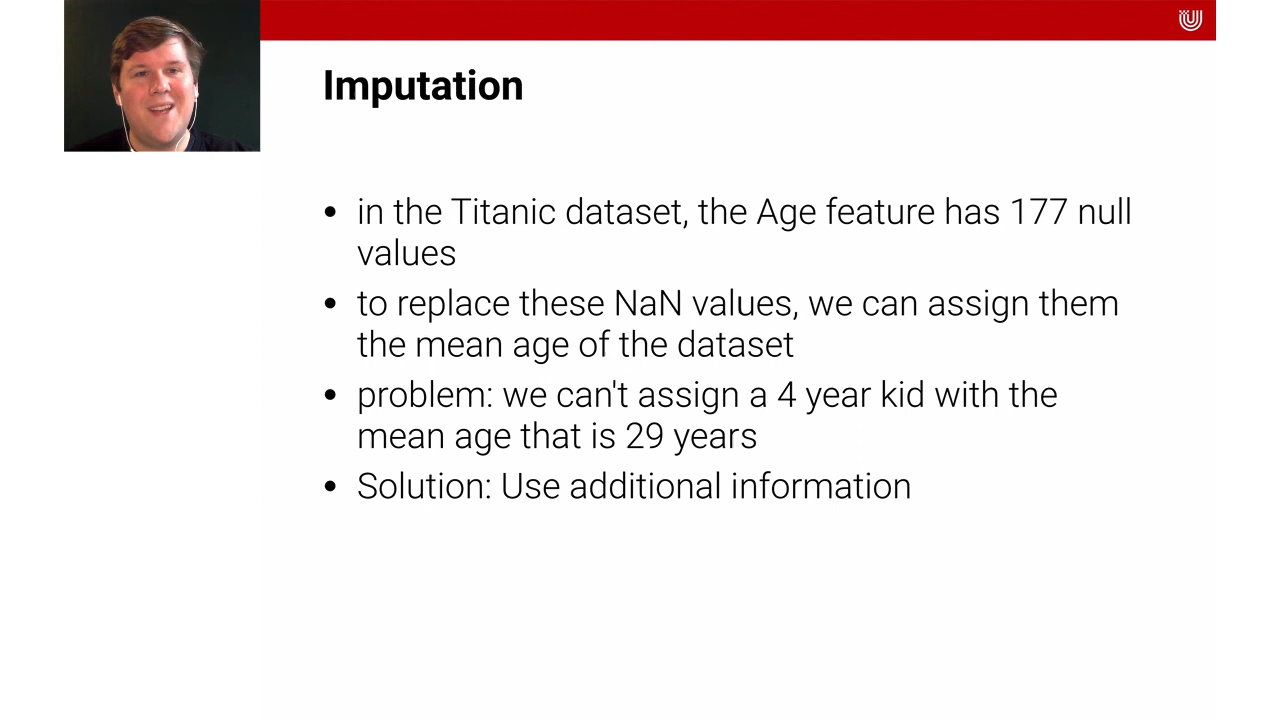 Imputation
• in the Titanic dataset, the Age feature has 177 null
values
• to replace these NaN values, we can assign them
the mean age of the dataset
• problem: we can't assign a 4 year kid with the
mean age that is 29 years
• Solution: Use additional information